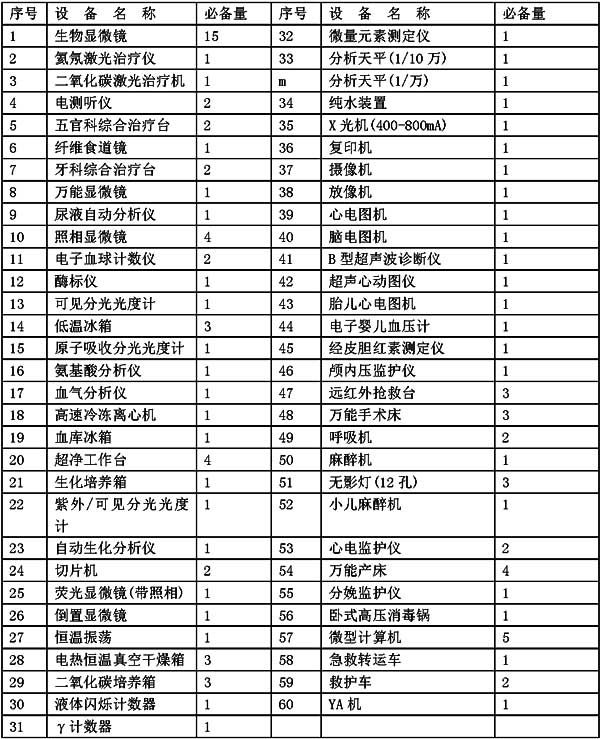 序号 设 备 名 称 必备量 序号 设 备 名 称 必备量
1 生物显微镜 15 32 微量元素测定仪 1
2 氦氖激光治疗仪 1 33 分析天平(1/10万) 1
3 二氧化碳激光治疗机 1 m 分析天平(1/万) 1
4 电测听仪 2 34 纯水装置 1
5 五官科综合治疗台 2 35 X光机(400-800mA) 1
6 纤维食道镜 1 36 复印机 1
7 牙科综合治疗台 2 37 摄像机 1
8 万能显微镜 1 38 放像机 1
9 尿液自动分析仪 1 39 心电图机 1
10 照相显微镜 4 40 脑电图机 1
11 电子血球计数仪 2 41 B型超声波诊断仪 1
12 酶标仪 1 42 超声心动图仪 1
13 可见分光光度计 1 43 胎儿心电图机 1
14 低温冰箱 3 44 电子婴儿血压计 1
15 原子吸收分光光度计 1 45 经皮胆红素测定仪 1
16 氨基酸分析仪 1 46 颅内压监护仪 1
17 血气分析仪 1 47 远红外抢救台 3
18 高速冷冻离心机 1 48 万能手术床 3
19 血库冰箱 1 49 呼吸机 2
20 超净工作台 4 50 麻醉机 1
21 生化培养箱 1 51 无影灯(12孔) 3
22 紫外/可见分光光度 1 52 小儿麻醉机 1
计
23 自动生化分析仪 1 53 心电监护仪 2
24 切片机 2 54 万能产床 4
25 荧光显微镜(带照相) 1 55 分娩监护仪 1
26 倒置显微镜 1 56 卧式高压消毒锅 1
27 恒温振荡 1 57 微型计算机 5
28 电热恒温真空干燥箱 3 58 急救转运车 1
29 二氧化碳培养箱 3 59 救护车 2
30 液体闪烁计数器 1 60 YA机 1
31 γ计数器 1